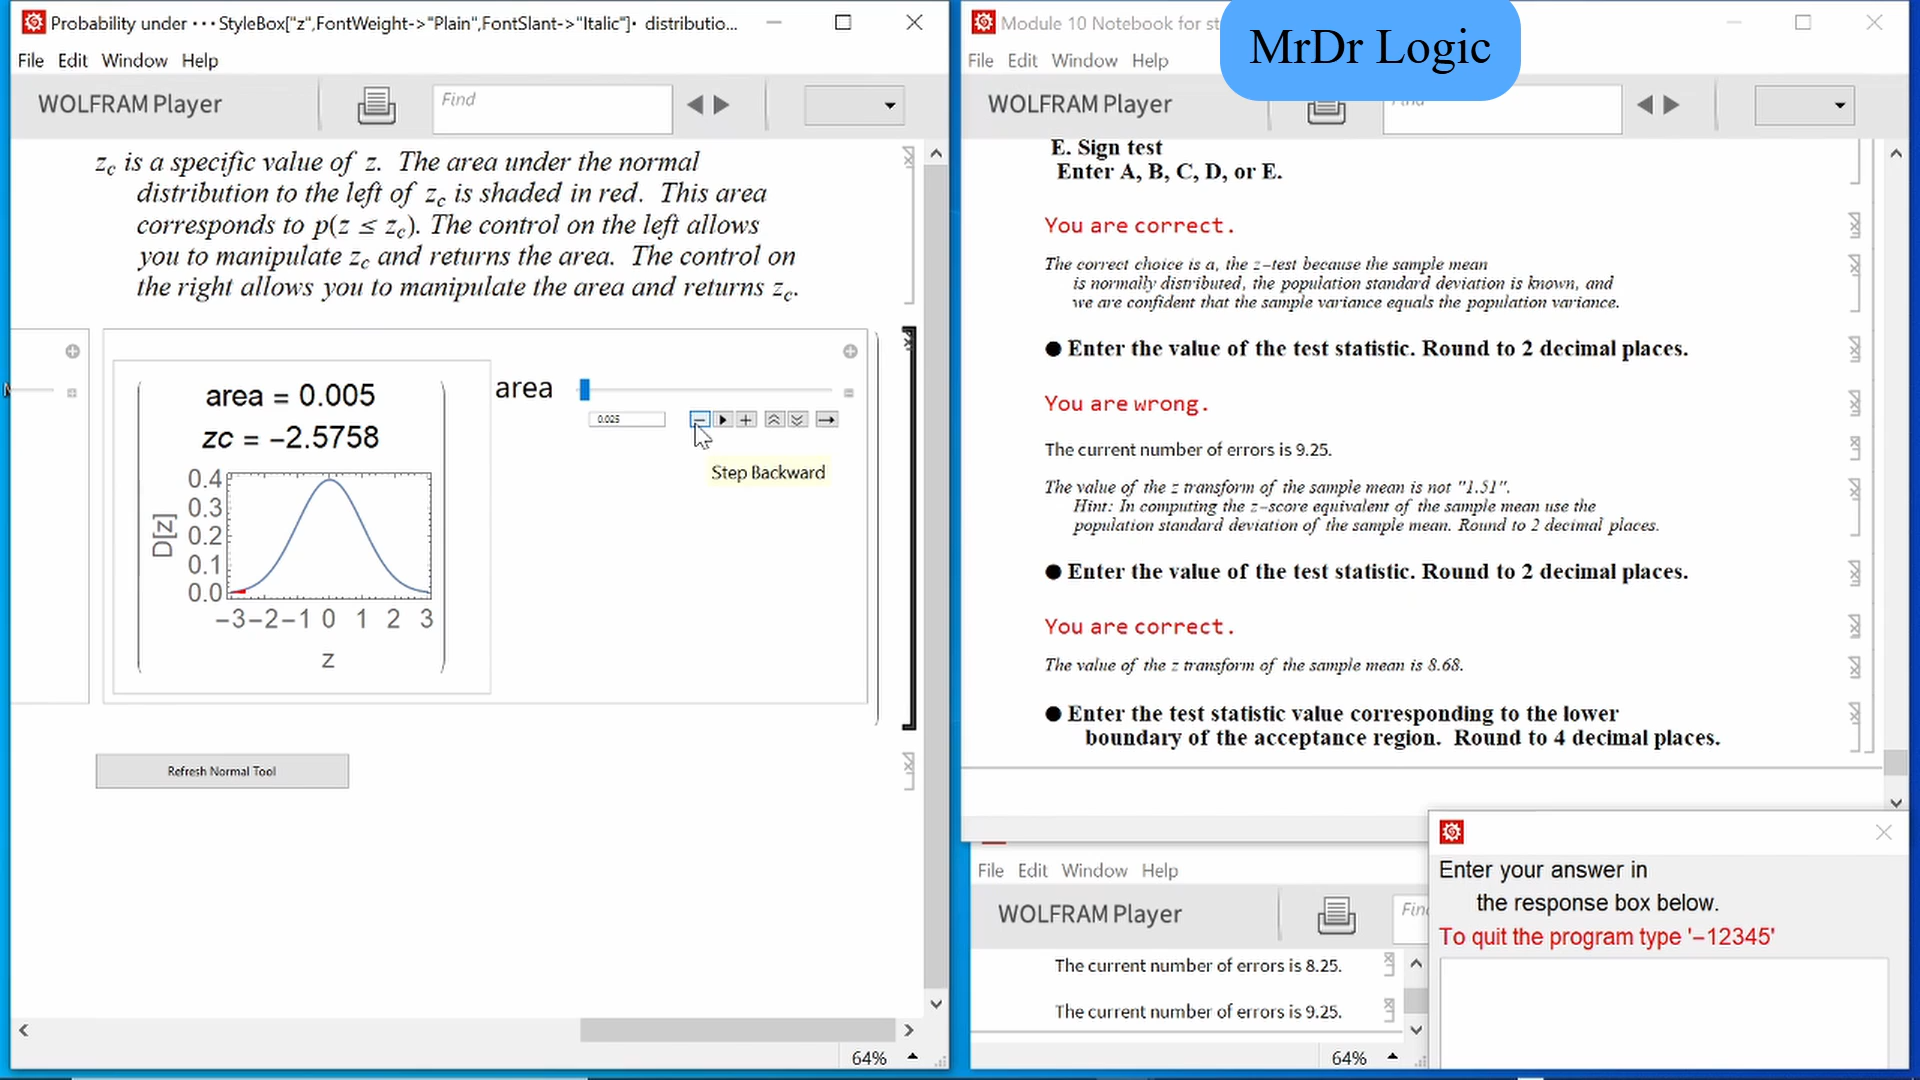 Probability under ··· StyleBox["z",FontWeight->"Plain",FontSlant->"Italic"]· distributio...
File Edit Window Help
WOLFRAM Player
Find
zc is a specific value of z. The area under the normal
distribution to the left of zc is shaded in red. This area
corresponds to p(z ≤ zc). The control on the left allows
you to manipulate zc and returns the area. The control on
the right allows you to manipulate the area and returns zc.
area = 0.005
zc = −2.5758
area
0.025
Step Backward
0.4
0.3
0.2
0.1
0.0
D[z]
−3 −2 −1 0 1 2 3
z
Refresh Normal Tool
64%
Module 10 Notebook for st
MrDr Logic
File Edit Window Help
WOLFRAM Player
Find
E. Sign test
Enter A, B, C, D, or E.
You are correct.
The correct choice is a, the z−test because the sample mean
is normally distributed, the population standard deviation is known, and
we are confident that the sample variance equals the population variance.
● Enter the value of the test statistic. Round to 2 decimal places.
You are wrong.
The current number of errors is 9.25.
The value of the z transform of the sample mean is not "1.51".
Hint: In computing the z−score equivalent of the sample mean use the
population standard deviation of the sample mean. Round to 2 decimal places.
● Enter the value of the test statistic. Round to 2 decimal places.
You are correct.
The value of the z transform of the sample mean is 8.68.
● Enter the test statistic value corresponding to the lower
boundary of the acceptance region. Round to 4 decimal places.
File Edit Window Help
WOLFRAM Player
Fin
The current number of errors is 8.25.
The current number of errors is 9.25.
64%
Enter your answer in
the response box below.
To quit the program type '−12345'